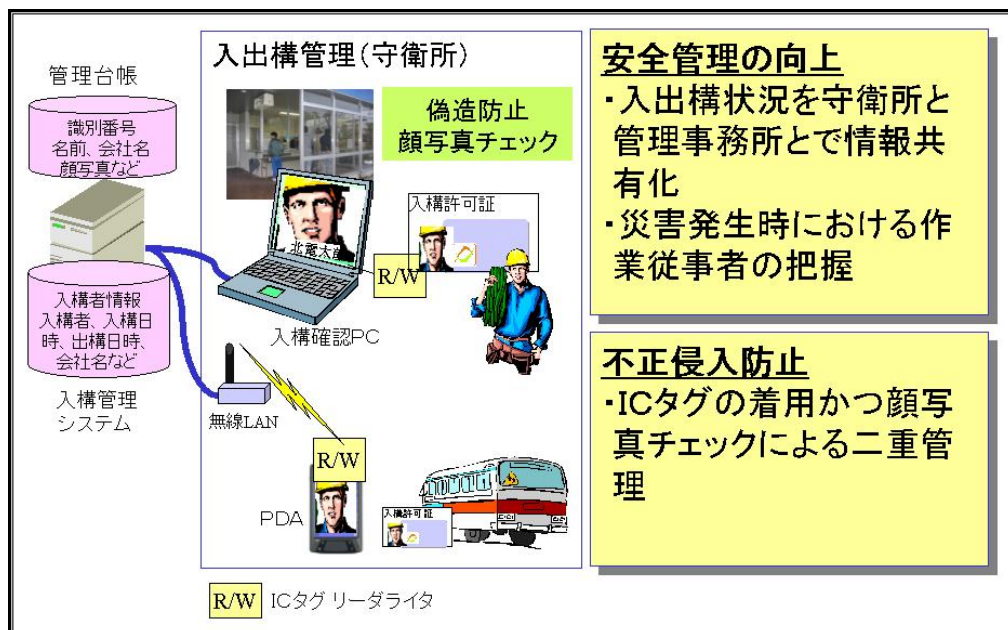 管理台帳
識別番号
名前、会社名
顔写真など
入構者情報
入構者、入構日
時、出構日時、
会社名など
入構管理
システム
入出構管理(守衛所)
偽造防止
顔写真チェック
入構許可証
R/W
入構確認PC
無線LAN
R/W
PDA
入構許可証
R/W ICタグ リーダライタ
安全管理の向上
・入出構状況を守衛所と
管理事務所とで情報共
有化
・災害発生時における作
業従事者の把握
不正侵入防止
・ICタグの着用かつ顔写
真チェックによる二重管
理